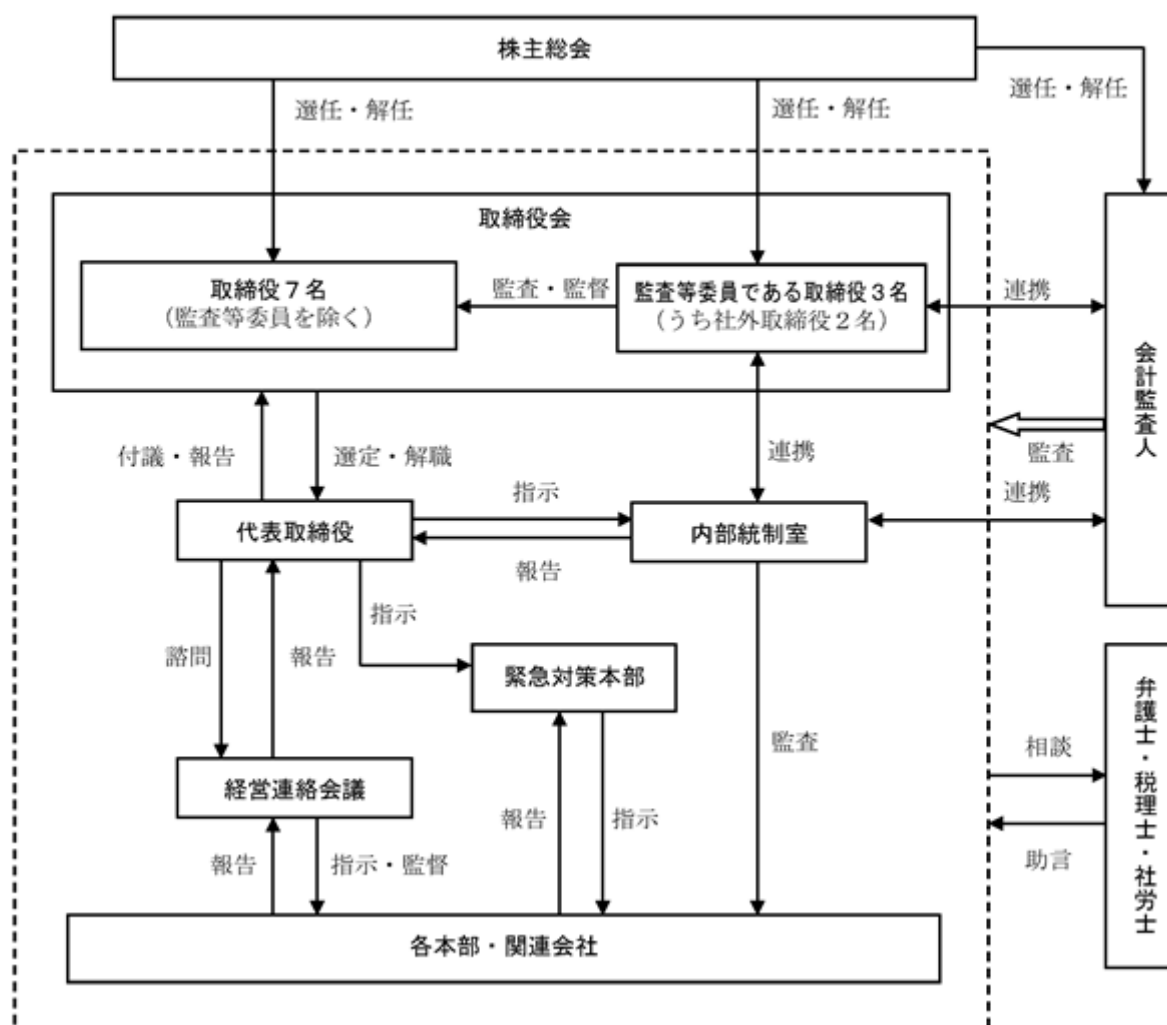 株主総会
選任・解任
選任・解任
選任・解任
取締役会
取締役７名
（監査等委員を除く）
監査・監督
監査等委員である取締役３名
（うち社外取締役２名）
連携
会計監査人
監査
付議・報告
選定・解職
連携
連携
代表取締役
指示
報告
内部統制室
指示
諮問
報告
緊急対策本部
監査
相談
弁護士・税理士・社労士
経営連絡会議
報告
指示
助言
報告
指示・監督
各本部・関連会社